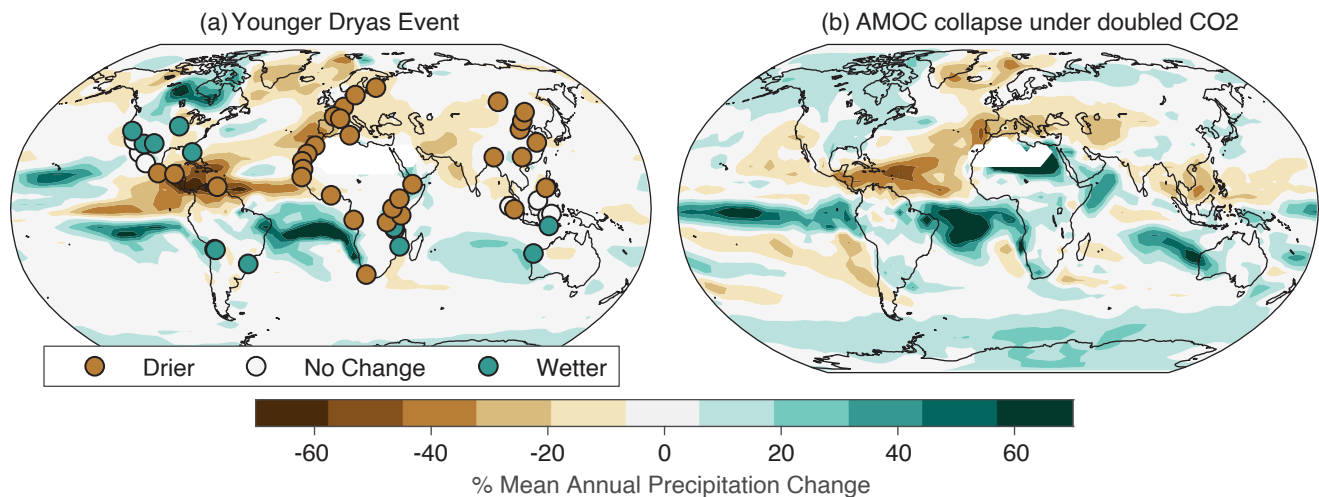 (a) Younger Dryas Event
(b) AMOC collapse under doubled CO2
Drier No Change Wetter
-60 -40 -20 0 20 40 60
% Mean Annual Precipitation Change